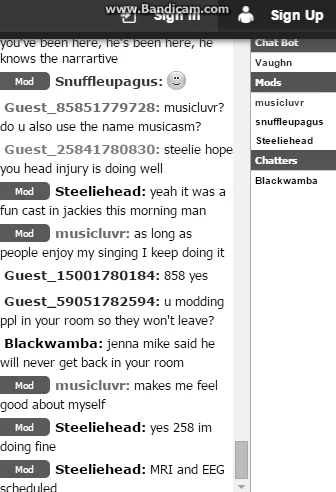 www.Bandicam.com
Sign In
Sign Up
you've been here, he's been here, he
knows the narrartive
Mod Snuffleupagus:
Guest_85851779728: musicluvr?
do u also use the name musicasm?
Guest_25841780830: steelie hope
you head injury is doing well
Mod Steeliehead: yeah it was a
fun cast in jackies this morning man
Mod musicluvr: as long as
people enjoy my singing I keep doing it
Guest_15001780184: 858 yes
Guest_59051782594: u modding
ppl in your room so they won't leave?
Blackwamba: jenna mike said he
will never get back in your room
Mod musicluvr: makes me feel
good about myself
Mod Steeliehead: yes 258 im
doing fine
Mod Steeliehead: MRI and EEG
scheduled
Chat Bot
Vaughn
Mods
musicluvr
snuffleupagus
Steeliehead
Chatters
Blackwamba